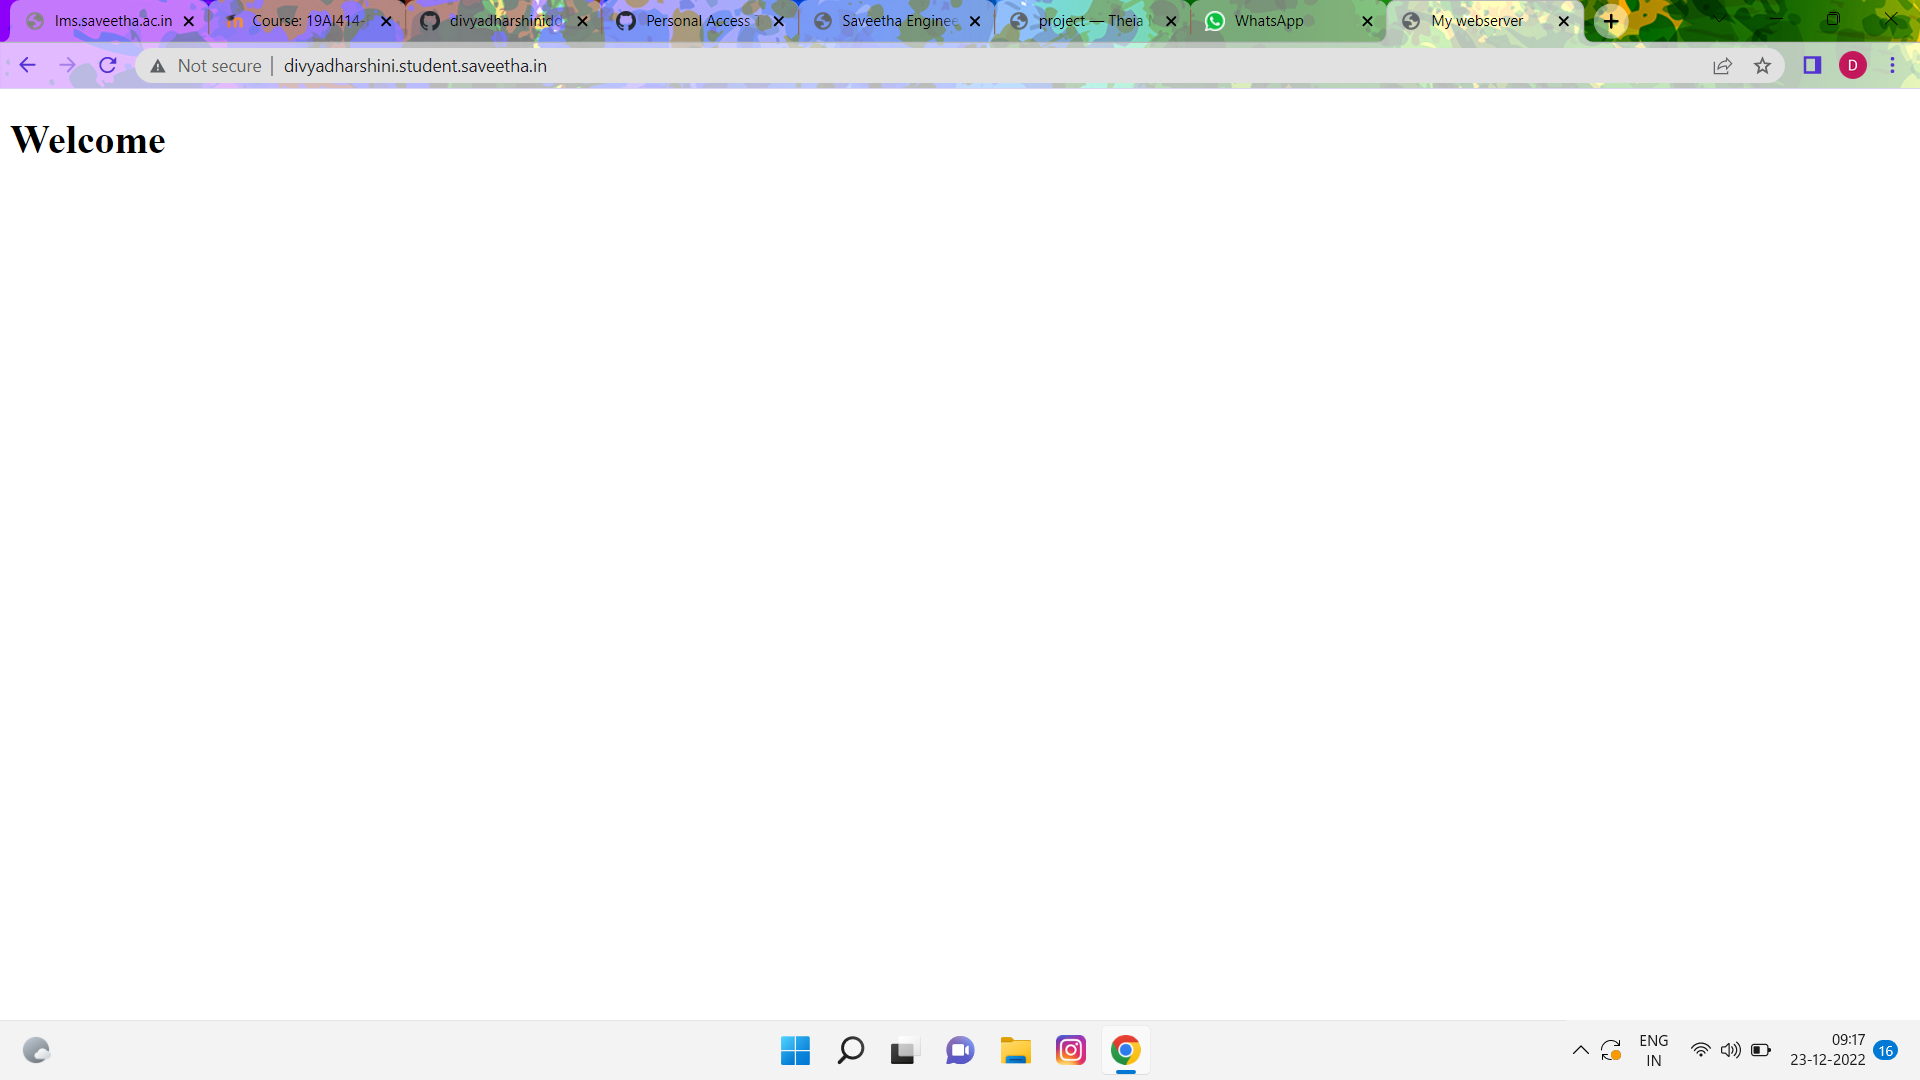 lms.saveetha.ac.in
Course: 19AI414-
divyadharshinidd
Personal Access T
Saveetha Enginee
project — Theia
WhatsApp
My webserver
Not secure
divyadharshini.student.saveetha.in
D
Welcome
ENG
IN
09:17
23-12-2022
16